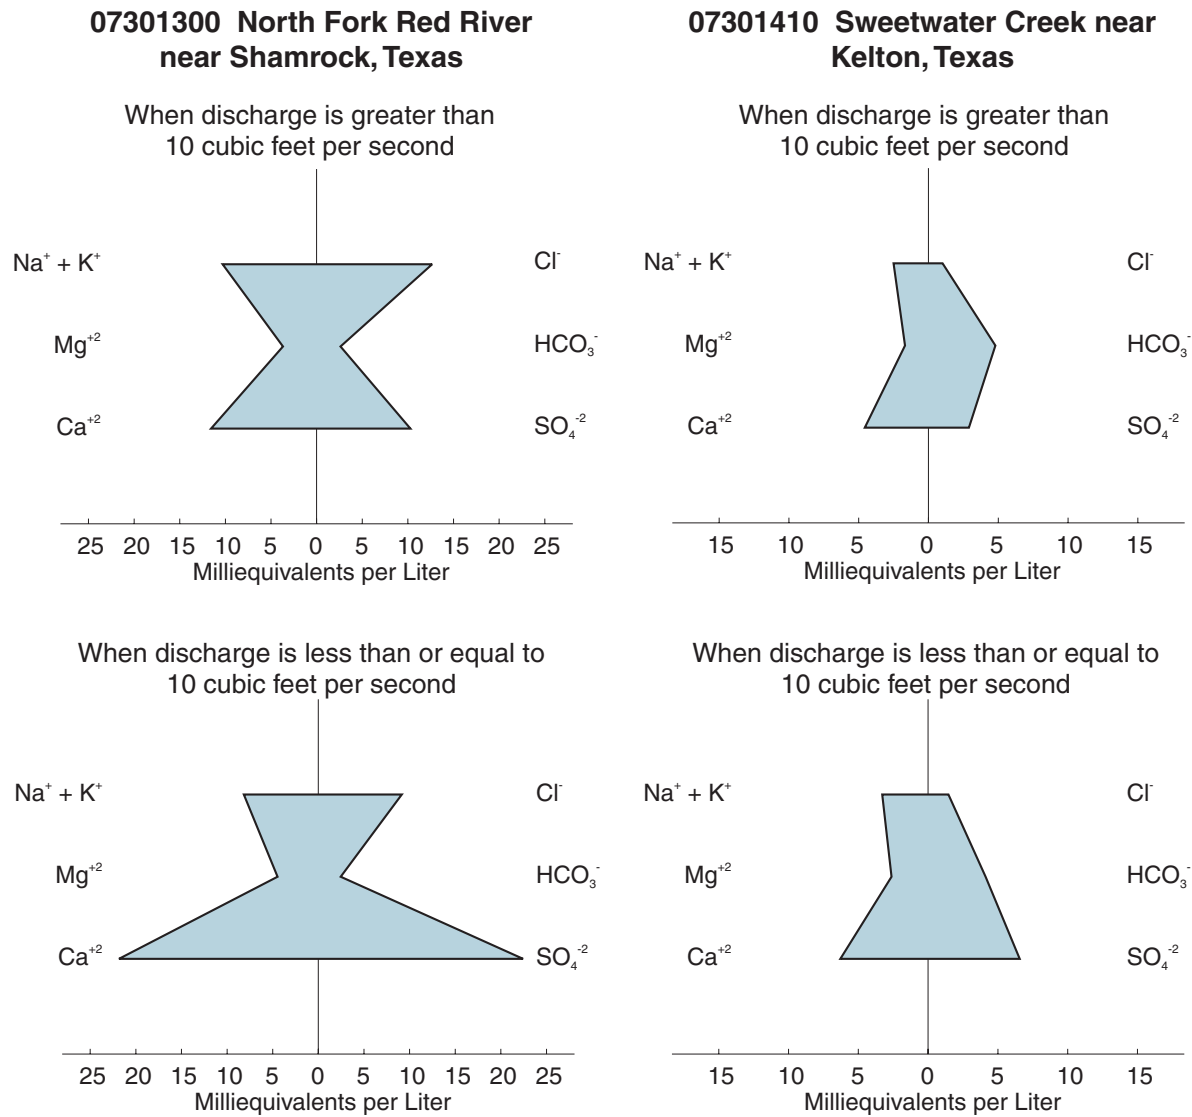 07301300 North Fork Red River
near Shamrock, Texas
When discharge is greater than
10 cubic feet per second
Na⁺ + K⁺
Cl⁻
Mg⁺²
HCO₃⁻
Ca⁺²
SO₄⁻²
25 20 15 10 5 0 5 10 15 20 25
Milliequivalents per Liter
07301410 Sweetwater Creek near
Kelton, Texas
When discharge is greater than
10 cubic feet per second
Na⁺ + K⁺
Cl⁻
Mg⁺²
HCO₃⁻
Ca⁺²
SO₄⁻²
15 10 5 0 5 10 15
Milliequivalents per Liter
When discharge is less than or equal to
10 cubic feet per second
Na⁺ + K⁺
Cl⁻
Mg⁺²
HCO₃⁻
Ca⁺²
SO₄⁻²
25 20 15 10 5 0 5 10 15 20 25
Milliequivalents per Liter
When discharge is less than or equal to
10 cubic feet per second
Na⁺ + K⁺
Cl⁻
Mg⁺²
HCO₃⁻
Ca⁺²
SO₄⁻²
15 10 5 0 5 10 15
Milliequivalents per Liter